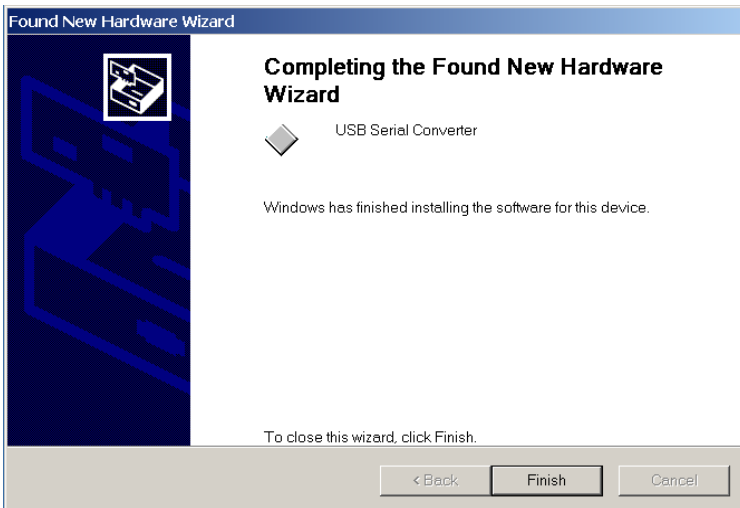 Found New Hardware Wizard
Completing the Found New Hardware
Wizard
USB Serial Converter
Windows has finished installing the software for this device.
To close this wizard, click Finish.
< Back
Finish
Cancel